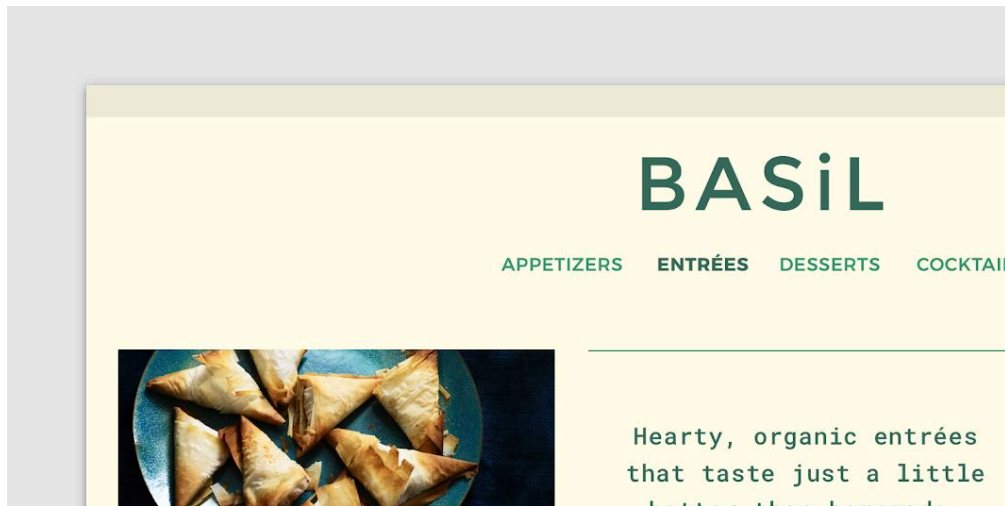 BASiL
APPETIZERS ENTRÉES DESSERTS
Hearty, organic entrées
that taste just a little